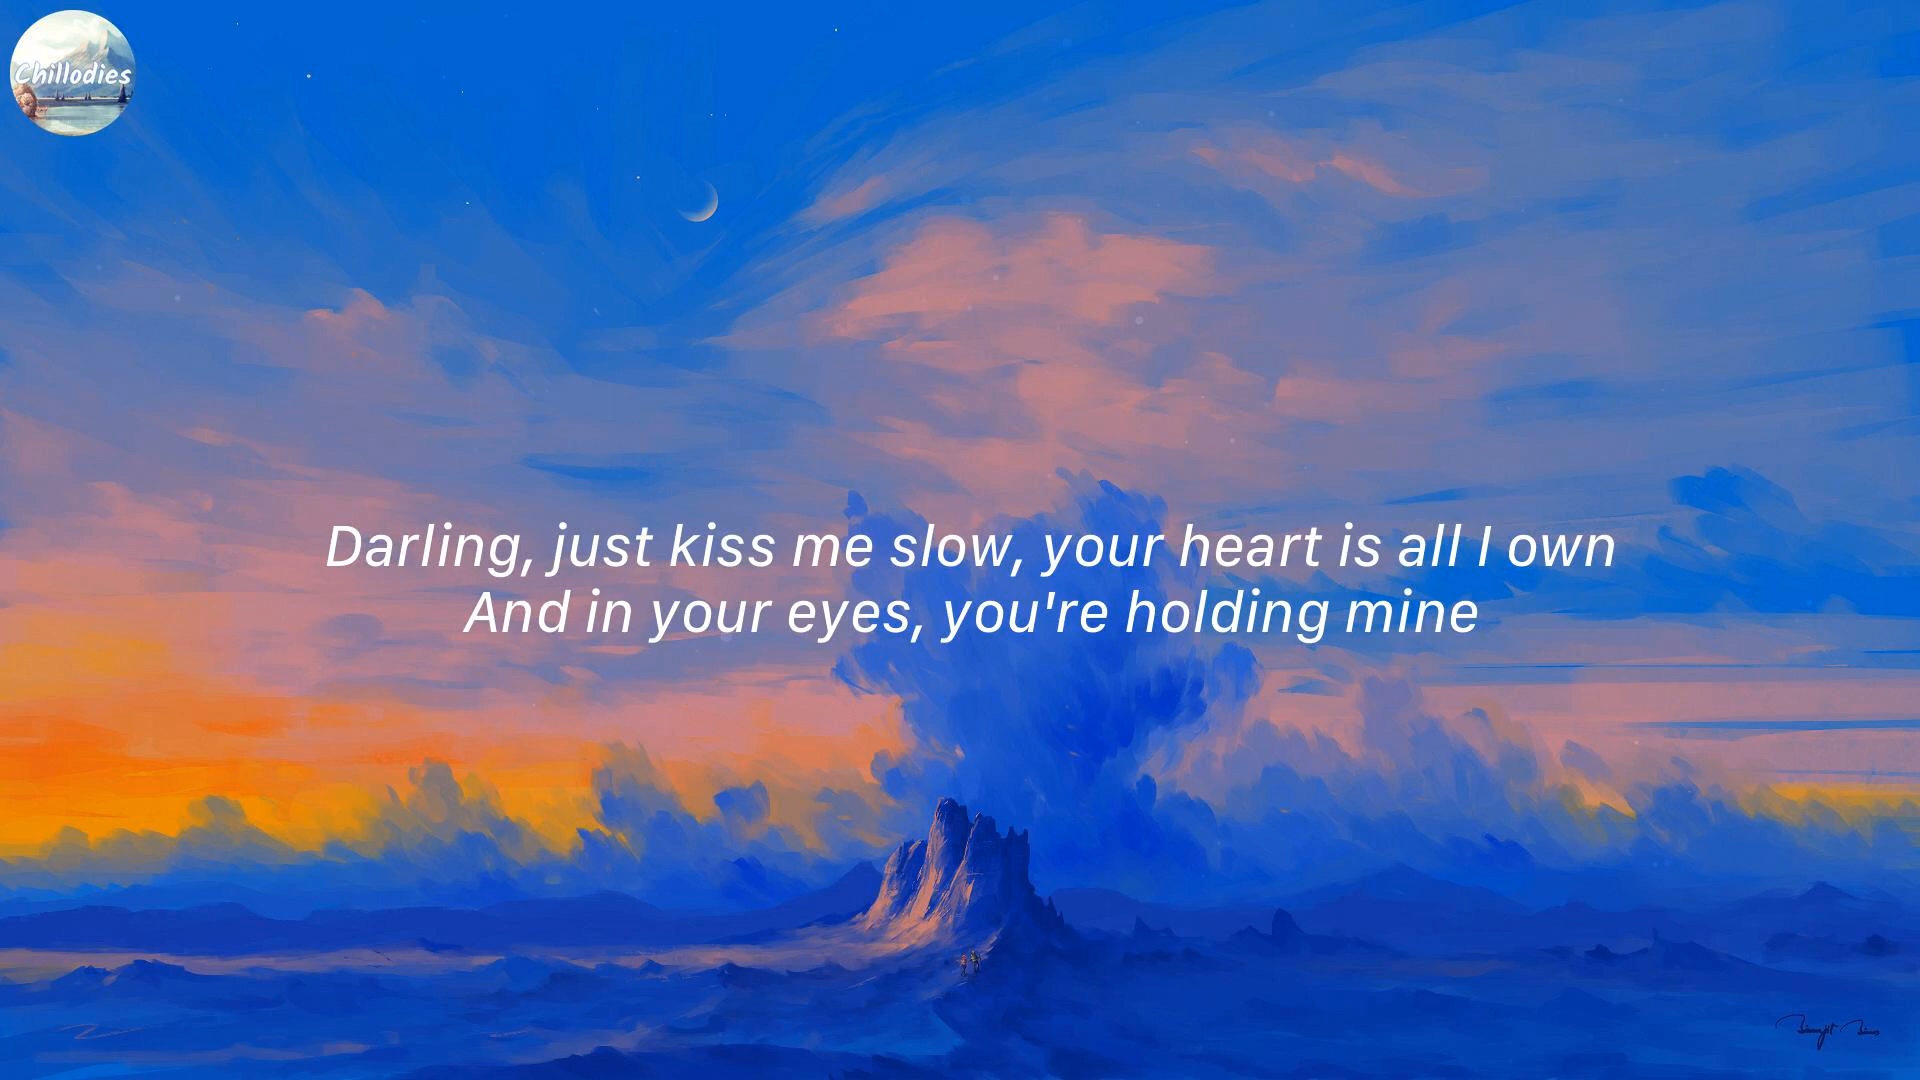 Chillodies
Darling, just kiss me slow, your heart is all I own
And in your eyes, you're holding mine